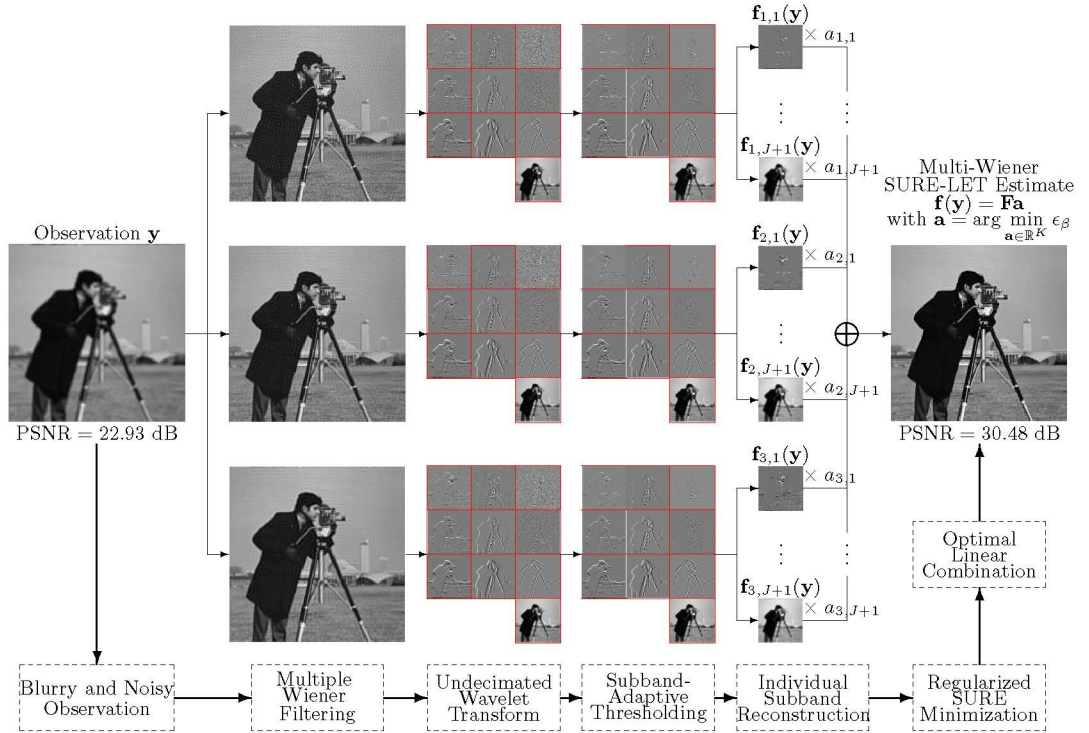 f1,1(y)
× a1,1
⋮
⋮
f1,J+1(y)
× a1,J+1
Multi-Wiener
SURE-LET Estimate
f(y) = Fa
with a = arg min ϵβ
a∈ℝK
Observation y
PSNR = 22.93 dB
f2,1(y)
× a2,1
⋮
f2,J+1(y)
× a2,J+1
PSNR = 30.48 dB
f3,1(y)
× a3,1
⋮
⋮
f3,J+1(y)
× a3,J+1
Optimal
Linear
Combination
Blurry and Noisy
Observation
Multiple
Wiener
Filtering
Undecimated
Wavelet
Transform
Subband-
Adaptive
Thresholding
Individual
Subband
Reconstruction
Regularized
SURE
Minimization